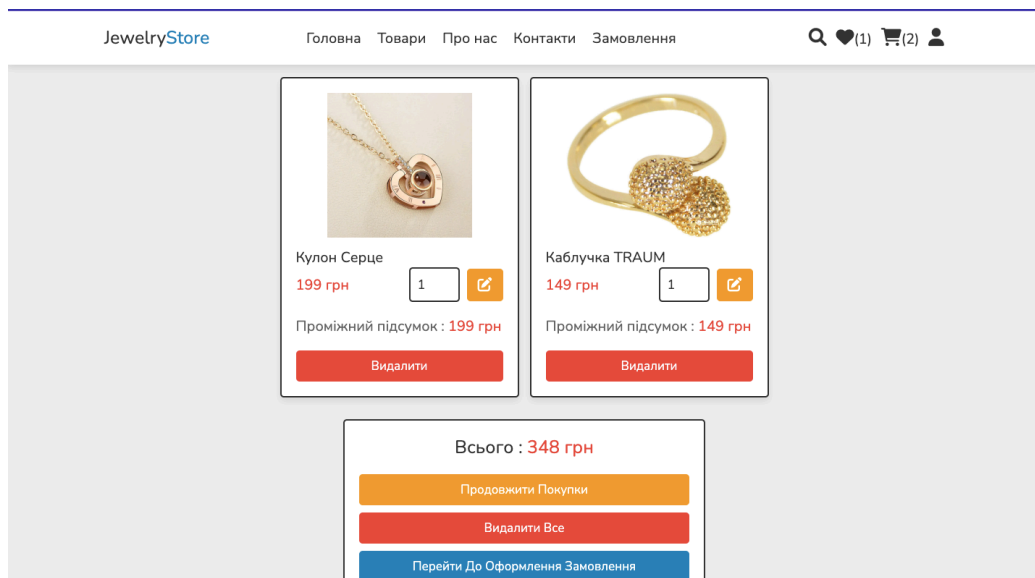 JewelryStore Головна Товари Про нас Контакти Замовлення (1) (2)
Кулон Серце
199 грн 1
Проміжний підсумок : 199 грн
Видалити
Каблучка TRAUM
149 грн 1
Проміжний підсумок : 149 грн
Видалити
Всього : 348 грн
Продовжити Покупки
Видалити Все
Перейти До Оформлення Замовлення